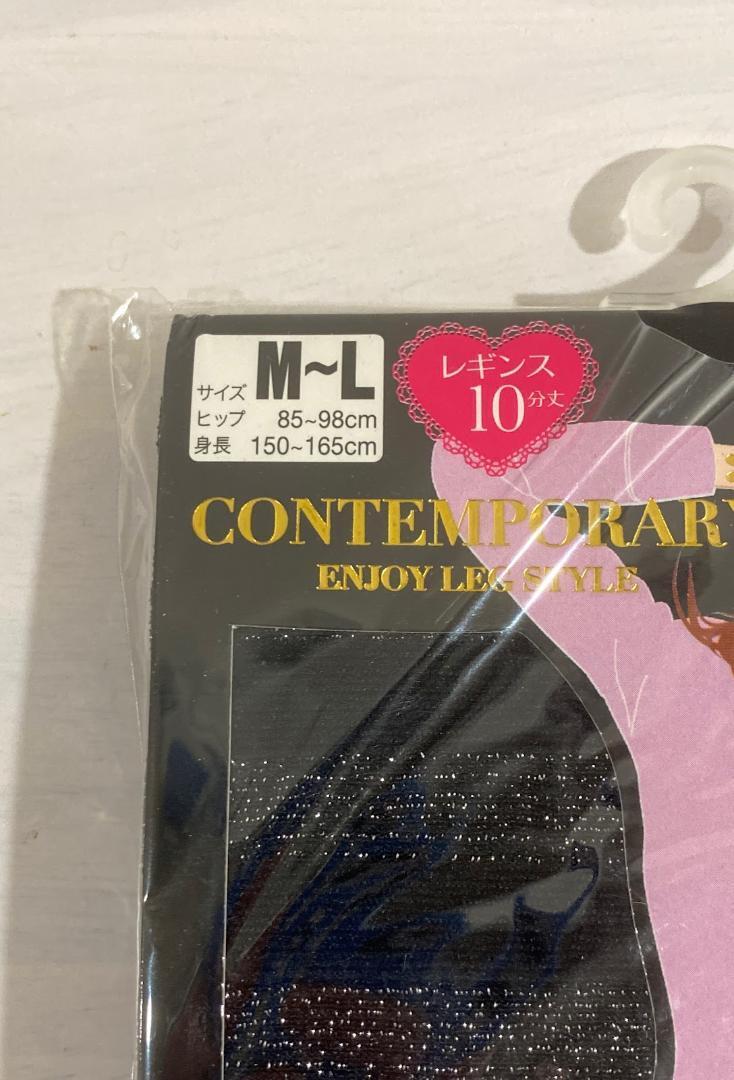 サイズ M~L
ヒップ 85~98cm
身長 150~165cm
レギンス
10分丈
CONTEMPORARY
ENJOY LEG STYLE